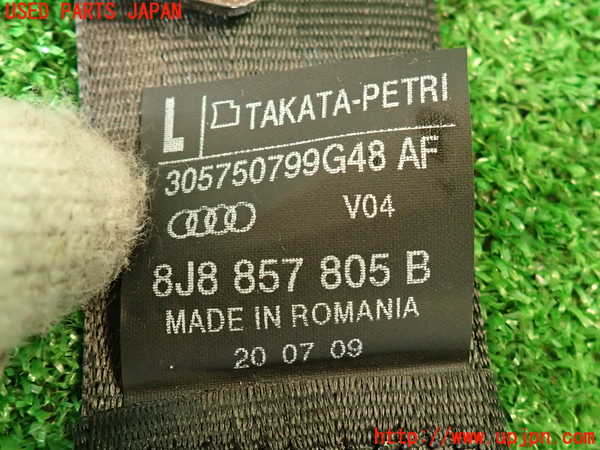 USED PARTS JAPAN
L TAKATA-PETRI
305750799G48 AF
V04
8J8 857 805 B
MADE IN ROMANIA
20 07 09
http://www.upjpn.com